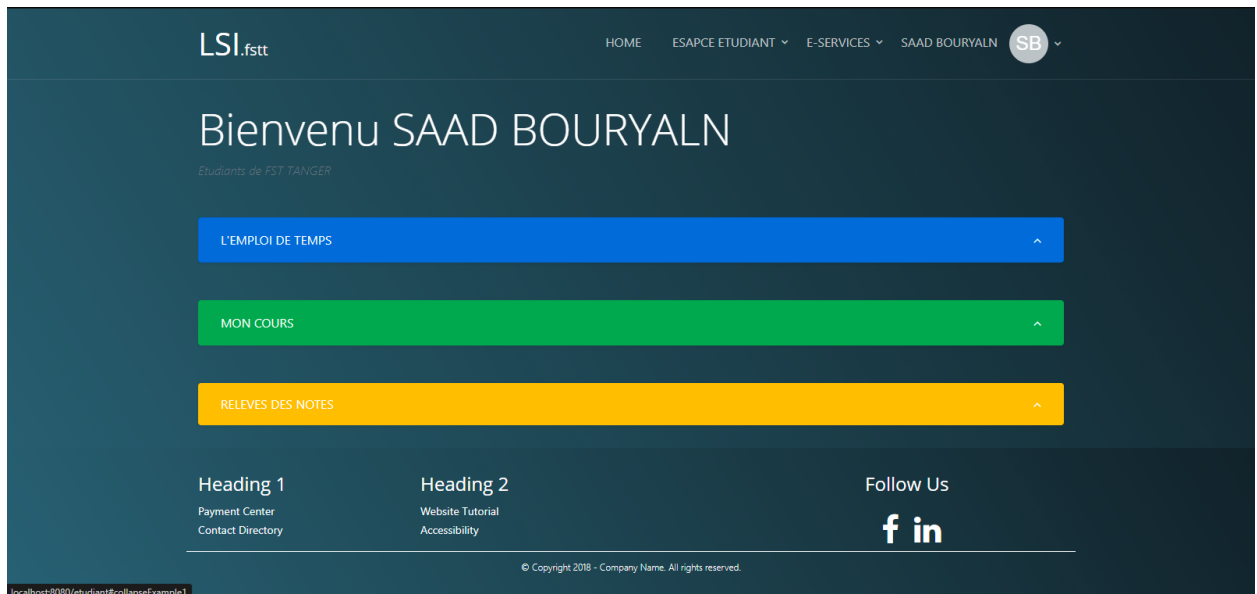 LSI.fstt
HOME ESAPCE ETUDIANT E-SERVICES SAAD BOURYALN SB
Bienvenu SAAD BOURYALN
Etudiants de FST TANGER
L'EMPLOI DE TEMPS
MON COURS
RELEVES DES NOTES
Heading 1 Heading 2 Follow Us
Payment Center Website Tutorial
Contact Directory Accessibility
f in
© Copyright 2018 - Company Name. All rights reserved.
localhost:8080/etudiant#collapseExample1